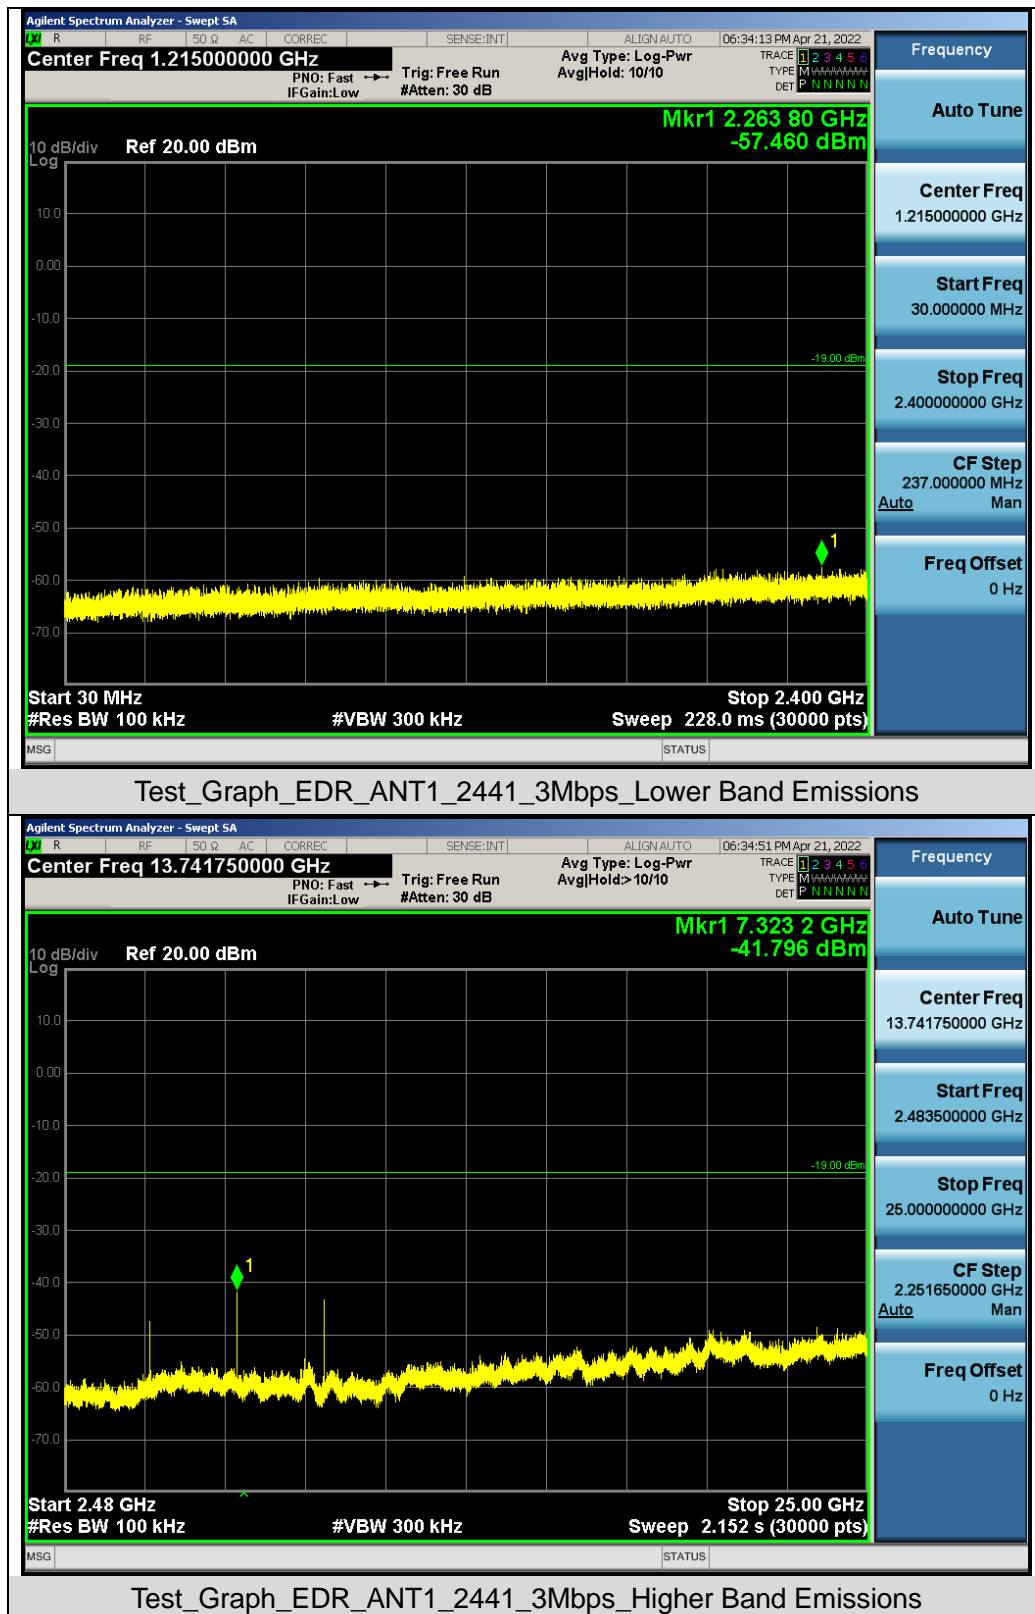 Agilent Spectrum Analyzer - Swept SA
LXI R RF 50 Ω AC CORREC SENSE:INT ALIGN AUTO 06:34:13 PM Apr 21, 2022
Center Freq 1.215000000 GHz
PNO: Fast
IFGain:Low
Trig: Free Run
#Atten: 30 dB
Avg Type: Log-Pwr
Avg|Hold: 10/10
TRACE 1 2 3 4 5 6
TYPE M WWWWW
DET P N N N N N
Mkr1 2.263 80 GHz
-57.460 dBm
10 dB/div Ref 20.00 dBm
Log
10.0
0.00
-10.0
-19.00 dBm
-20.0
-30.0
-40.0
-50.0
1
-60.0
-70.0
Start 30 MHz Stop 2.400 GHz
#Res BW 100 kHz #VBW 300 kHz Sweep 228.0 ms (30000 pts)
MSG STATUS
Frequency
Auto Tune
Center Freq
1.215000000 GHz
Start Freq
30.000000 MHz
Stop Freq
2.400000000 GHz
CF Step
237.000000 MHz
Auto Man
Freq Offset
0 Hz
Test_Graph_EDR_ANT1_2441_3Mbps_Lower Band Emissions
Agilent Spectrum Analyzer - Swept SA
LXI R RF 50 Ω AC CORREC SENSE:INT ALIGN AUTO 06:34:51 PM Apr 21, 2022
Center Freq 13.741750000 GHz
PNO: Fast
IFGain:Low
Trig: Free Run
#Atten: 30 dB
Avg Type: Log-Pwr
Avg|Hold:> 10/10
TRACE 1 2 3 4 5 6
TYPE M WWWWW
DET P N N N N N
Mkr1 7.323 2 GHz
-41.796 dBm
10 dB/div Ref 20.00 dBm
Log
10.0
0.00
-10.0
-19.00 dBm
-20.0
-30.0
1
-40.0
-50.0
-60.0
-70.0
Start 2.48 GHz Stop 25.00 GHz
#Res BW 100 kHz #VBW 300 kHz Sweep 2.152 s (30000 pts)
MSG STATUS
Frequency
Auto Tune
Center Freq
13.741750000 GHz
Start Freq
2.483500000 GHz
Stop Freq
25.000000000 GHz
CF Step
2.251650000 GHz
Auto Man
Freq Offset
0 Hz
Test_Graph_EDR_ANT1_2441_3Mbps_Higher Band Emissions